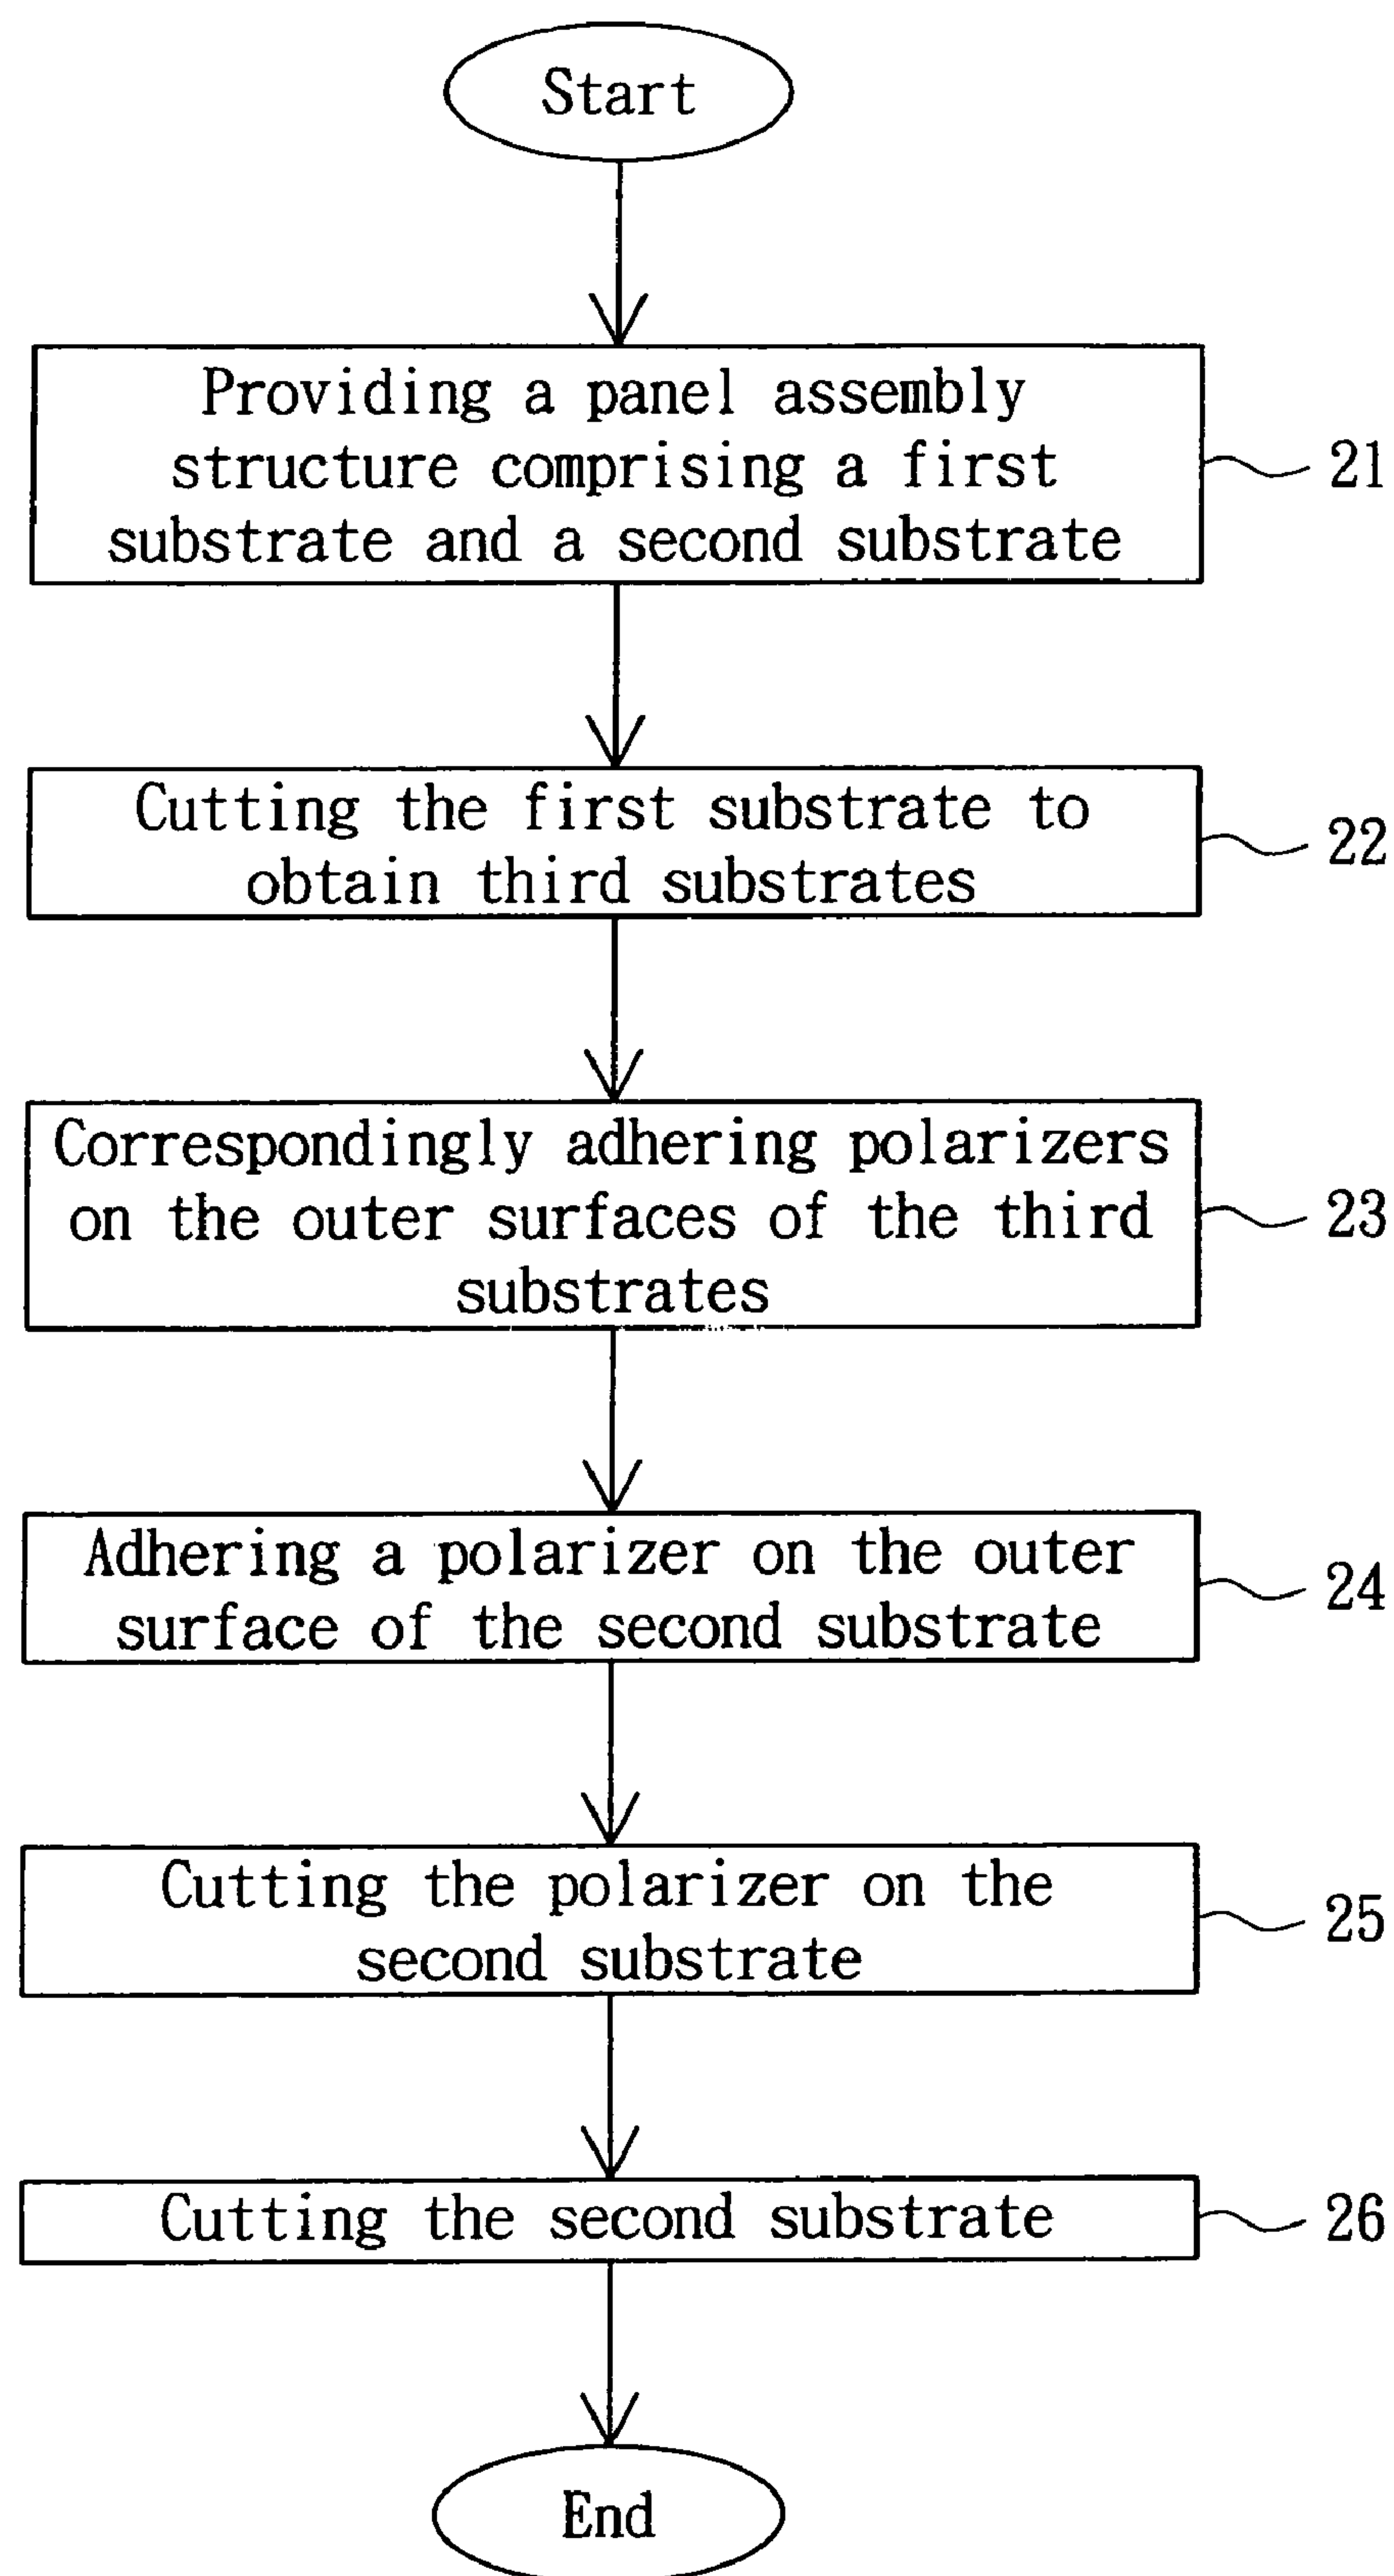 Start
Providing a panel assembly
structure comprising a first
substrate and a second substrate
21
Cutting the first substrate to
obtain third substrates
22
Correspondingly adhering polarizers
on the outer surfaces of the third
substrates
23
Adhering a polarizer on the outer
surface of the second substrate
24
Cutting the polarizer on the
second substrate
25
Cutting the second substrate
26
End